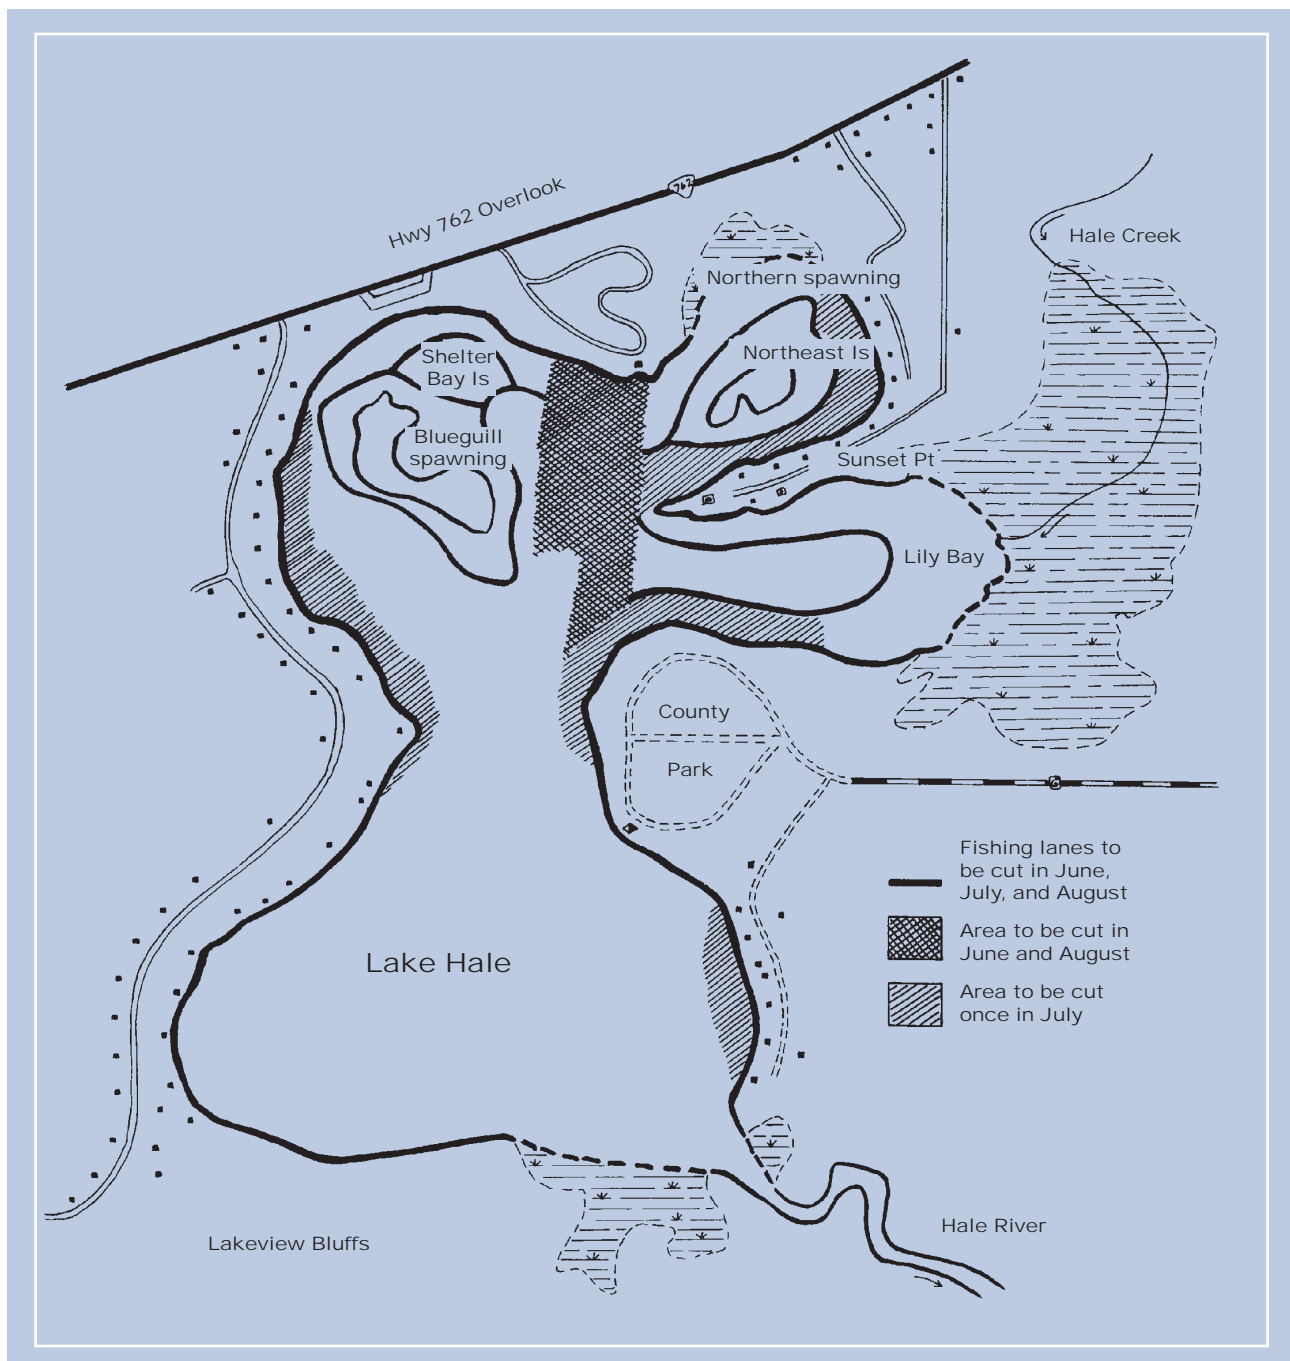 Hwy 762 Overlook
762
Hale Creek
Northern spawning
Northeast Is
Shelter
Bay Is
Blueguill
spawning
Sunset Pt
Lily Bay
County
Park
Fishing lanes to
be cut in June,
July, and August
Area to be cut in
June and August
Area to be cut
once in July
Lake Hale
Hale River
Lakeview Bluffs